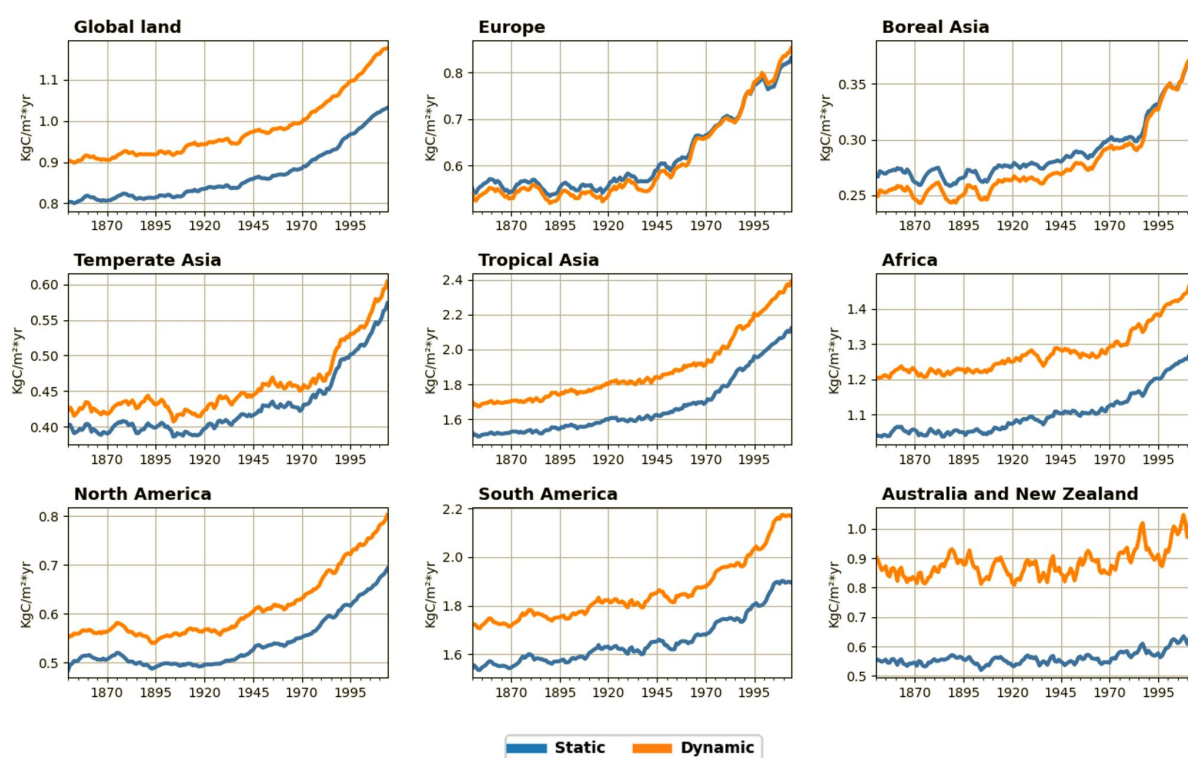 Global land
KgC/m²*yr
1.1
1.0
0.9
0.8
1870 1895 1920 1945 1970 1995
Europe
KgC/m²*yr
0.8
0.7
0.6
1870 1895 1920 1945 1970 1995
Boreal Asia
KgC/m²*yr
0.35
0.30
0.25
1870 1895 1920 1945 1970 1995
Temperate Asia
KgC/m²*yr
0.60
0.55
0.50
0.45
0.40
1870 1895 1920 1945 1970 1995
Tropical Asia
KgC/m²*yr
2.4
2.2
2.0
1.8
1.6
1870 1895 1920 1945 1970 1995
Africa
KgC/m²*yr
1.4
1.3
1.2
1.1
1870 1895 1920 1945 1970 1995
North America
KgC/m²*yr
0.8
0.7
0.6
0.5
1870 1895 1920 1945 1970 1995
South America
KgC/m²*yr
2.2
2.0
1.8
1.6
1870 1895 1920 1945 1970 1995
Australia and New Zealand
KgC/m²*yr
1.0
0.9
0.8
0.7
0.6
0.5
1870 1895 1920 1945 1970 1995
Static Dynamic